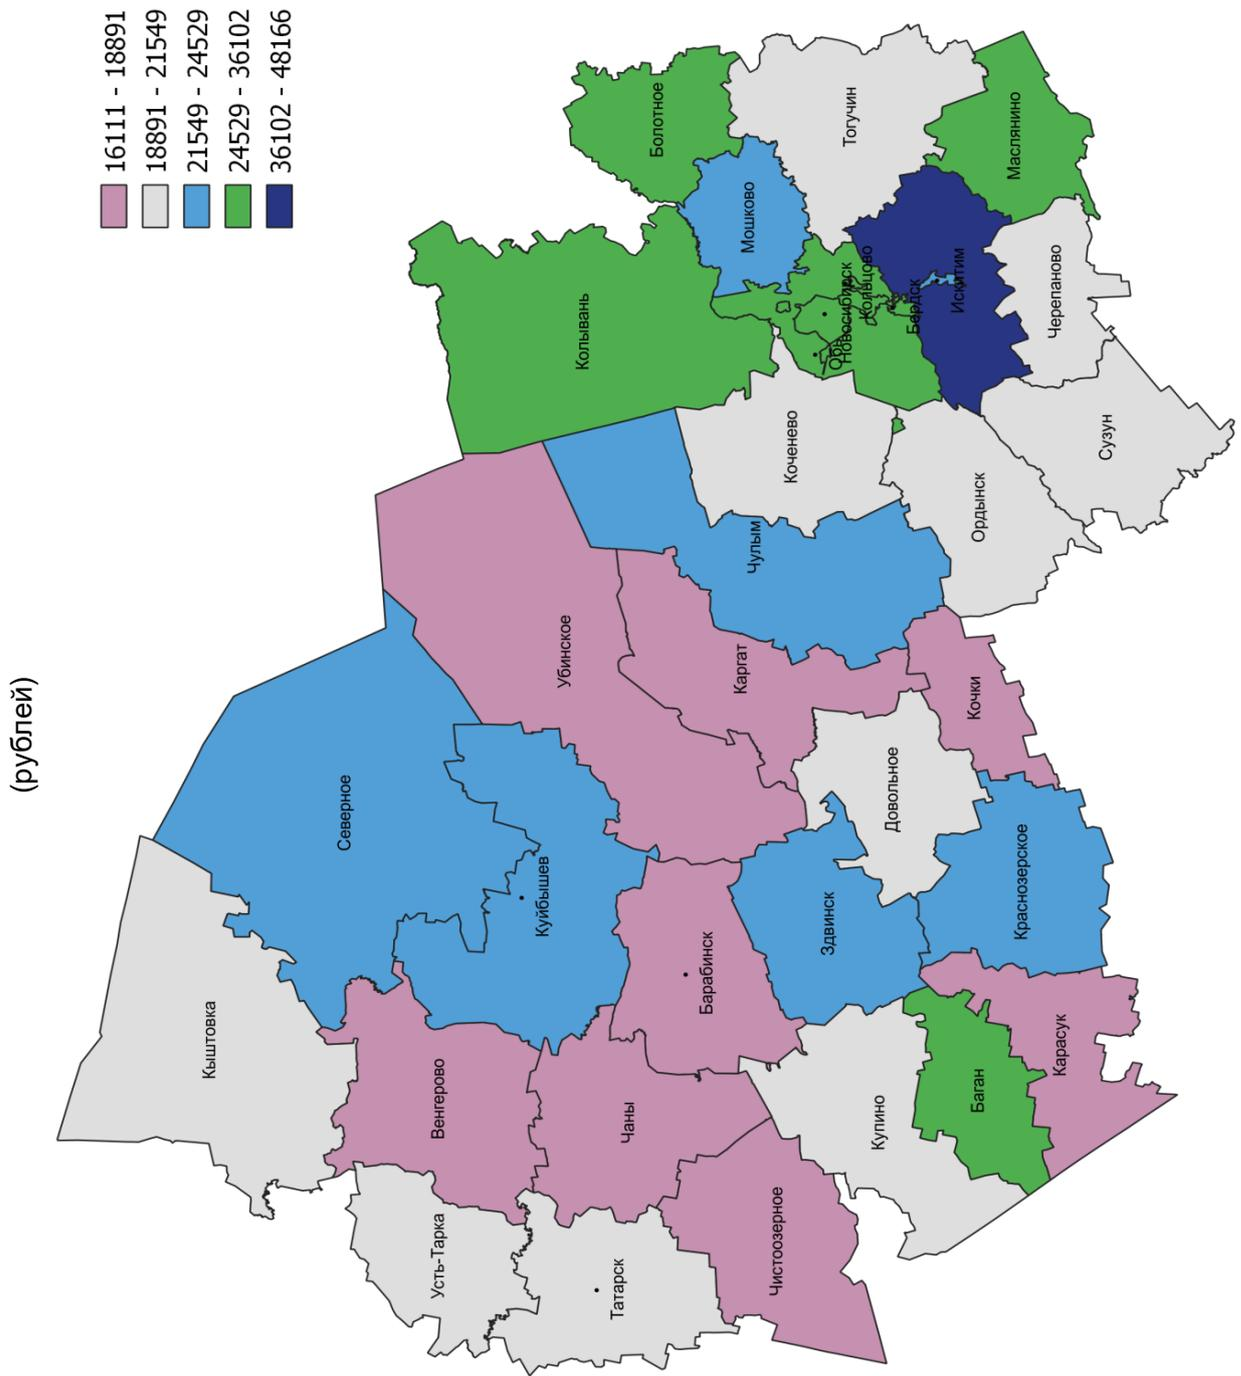 (рублей)
16111 - 18891
18891 - 21549
21549 - 24529
24529 - 36102
36102 - 48166
Кыштовка
Северное
Усть-Тарка
Венгерово
Куйбышев
Убинское
Колывань
Болотное
Татарск
Чаны
Барабинск
Каргат
Чулым
Коченево
Мошково
Тогучин
Обь
Новосибирск
Кольцово
Бердск
Искитим
Чистоозерное
Купино
Здвинск
Довольное
Кочки
Ордынск
Маслянино
Черепаново
Сузун
Баган
Карасук
Краснозерское